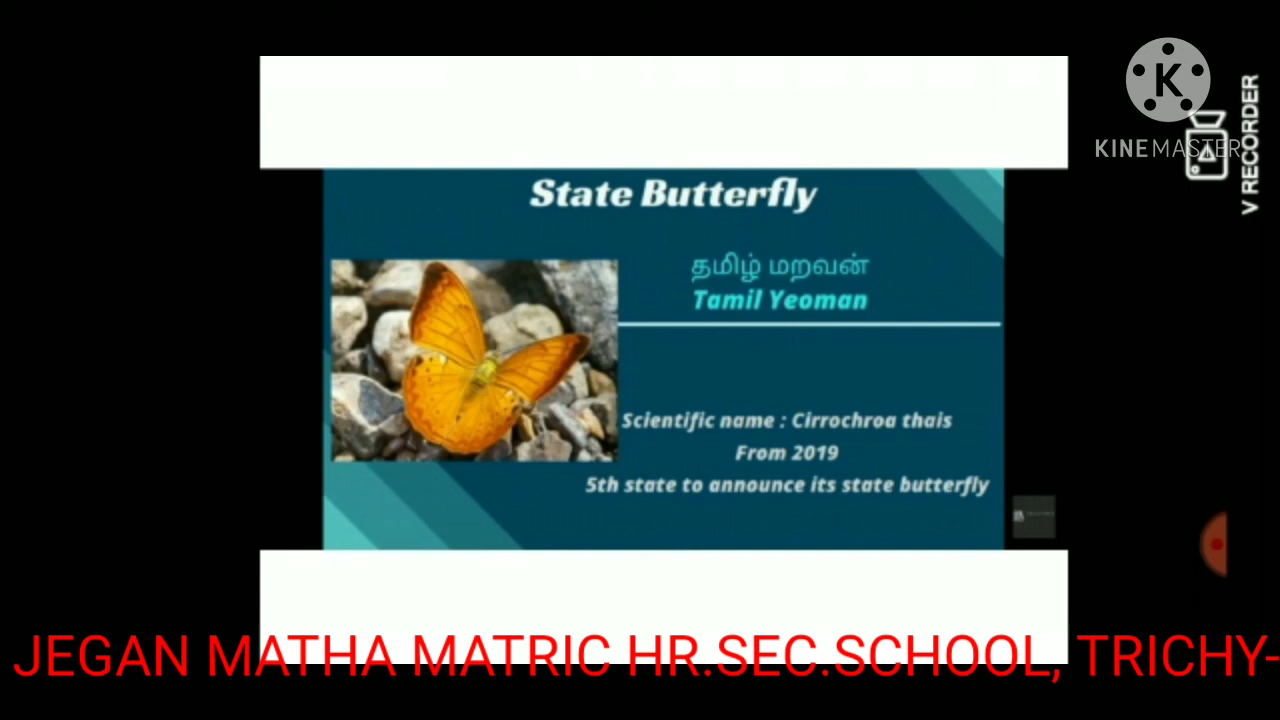 K
KINEMASTER
V RECORDER
State Butterfly
தமிழ் மறவன்
Tamil Yeoman
Scientific name : Cirrochroa thais
From 2019
5th state to announce its state butterfly
JEGAN MATHA MATRIC HR.SEC.SCHOOL, TRICHY-